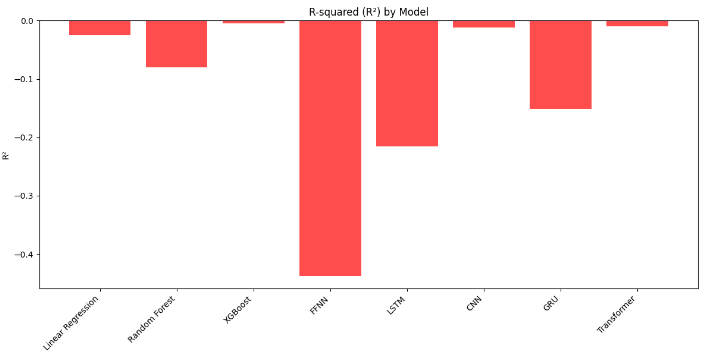 R-squared (R²) by Model
0.0
−0.1
−0.2
−0.3
−0.4
R²
Linear Regression
Random Forest
XGBoost
FFNN
LSTM
CNN
GRU
Transformer